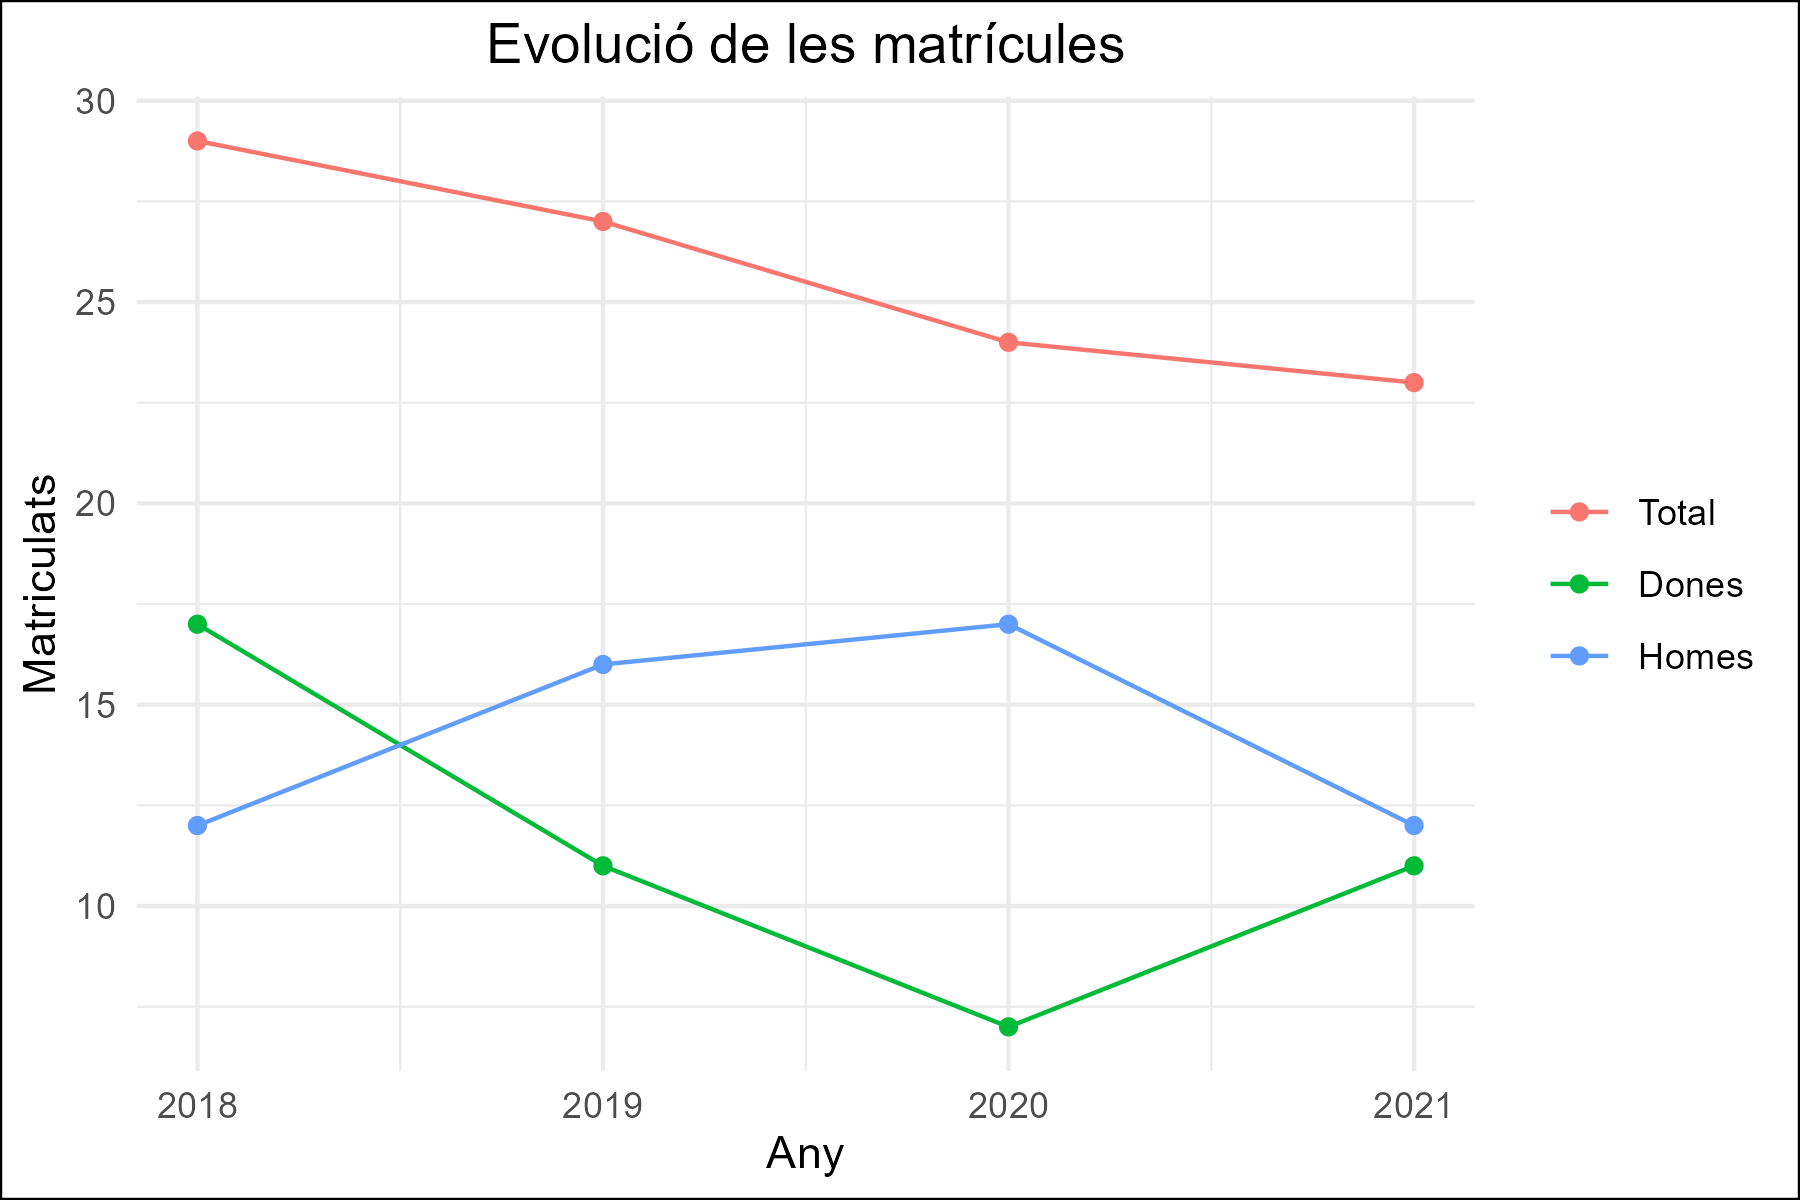 Evolució de les matrícules
30
25
20
15
10
Matriculats
2018 2019 2020 2021
Any
Total
Dones
Homes